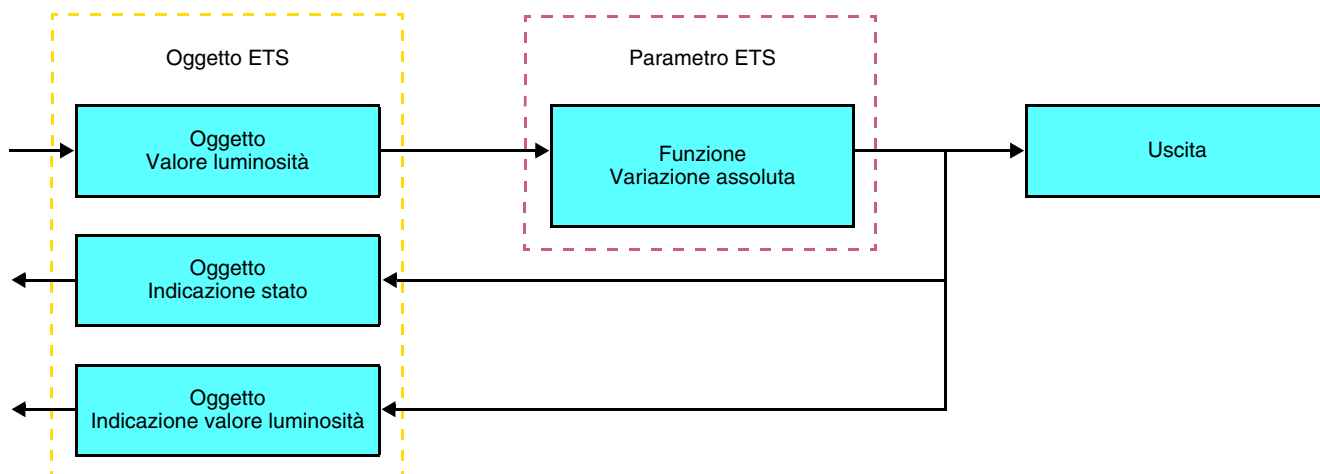 Oggetto ETS
Parametro ETS
Oggetto
Valore luminosità
Funzione
Variazione assoluta
Uscita
Oggetto
Indicazione stato
Oggetto
Indicazione valore luminosità